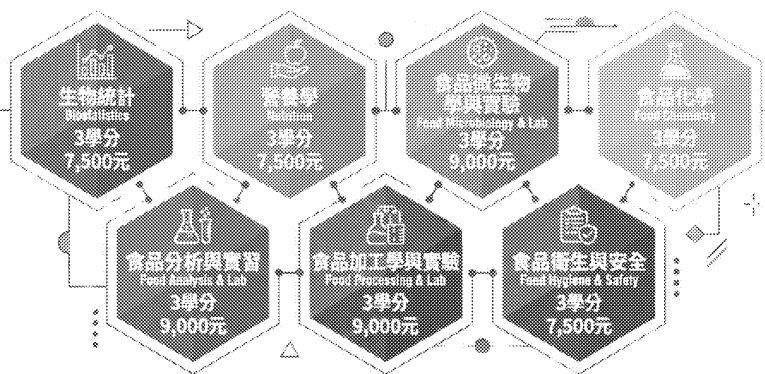 生物統計
Biostatistics
3學分
7,500元
營養學
Nutrition
3學分
7,500元
食品微生物
學與實驗
Food Microbiology & Lab
3學分
9,000元
食品化學
Food Chemistry
3學分
7,500元
食品分析與實習
Food Analysis & Lab
3學分
9,000元
食品加工學與實驗
Food Processing & Lab
3學分
9,000元
食品衛生與安全
Food Hygiene & Safety
3學分
7,500元